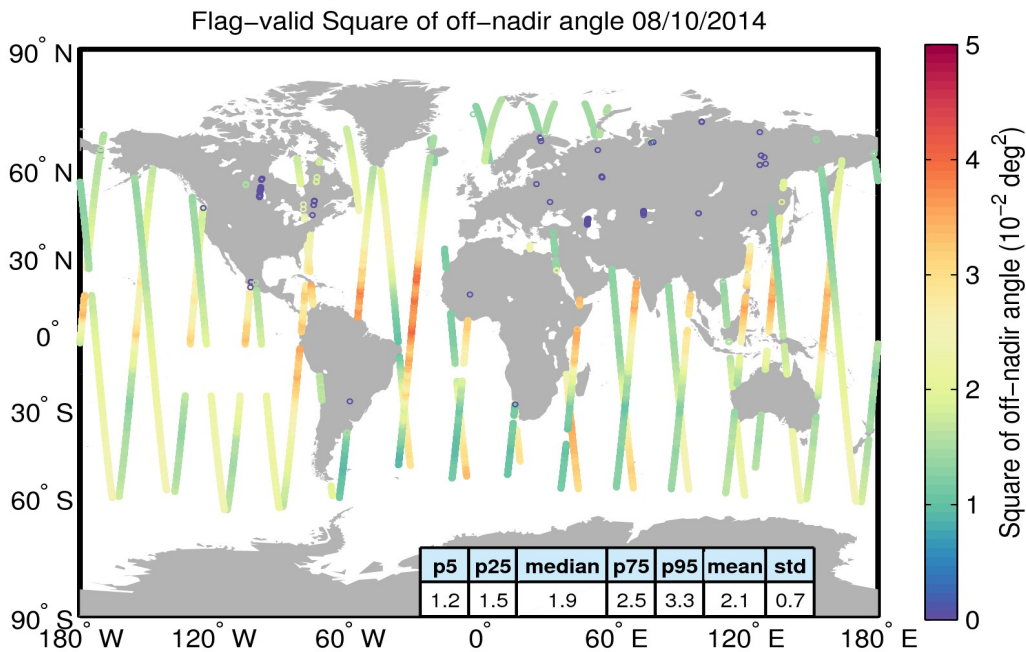 Flag−valid Square of off−nadir angle 08/10/2014
90° N
60° N
30° N
0°
30° S
60° S
90° S
180° W
120° W
60° W
0°
60° E
120° E
180° E
p5 p25 median p75 p95 mean std
1.2 1.5 1.9 2.5 3.3 2.1 0.7
5
4
3
2
1
0
Square of off−nadir angle (10⁻² deg²)